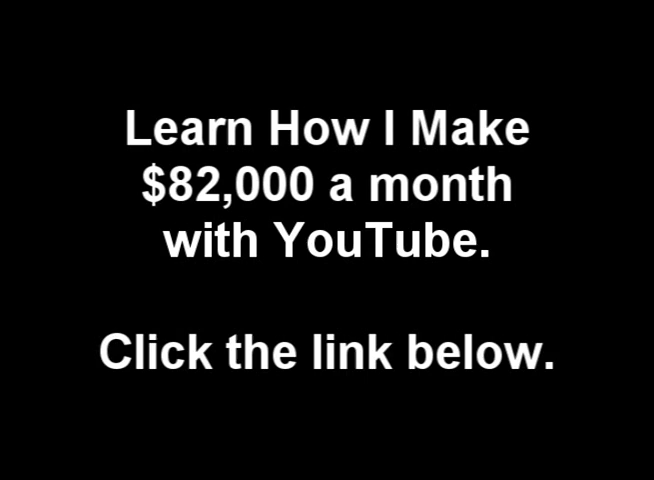 Learn How I Make
$82,000 a month
with YouTube.
Click the link below.